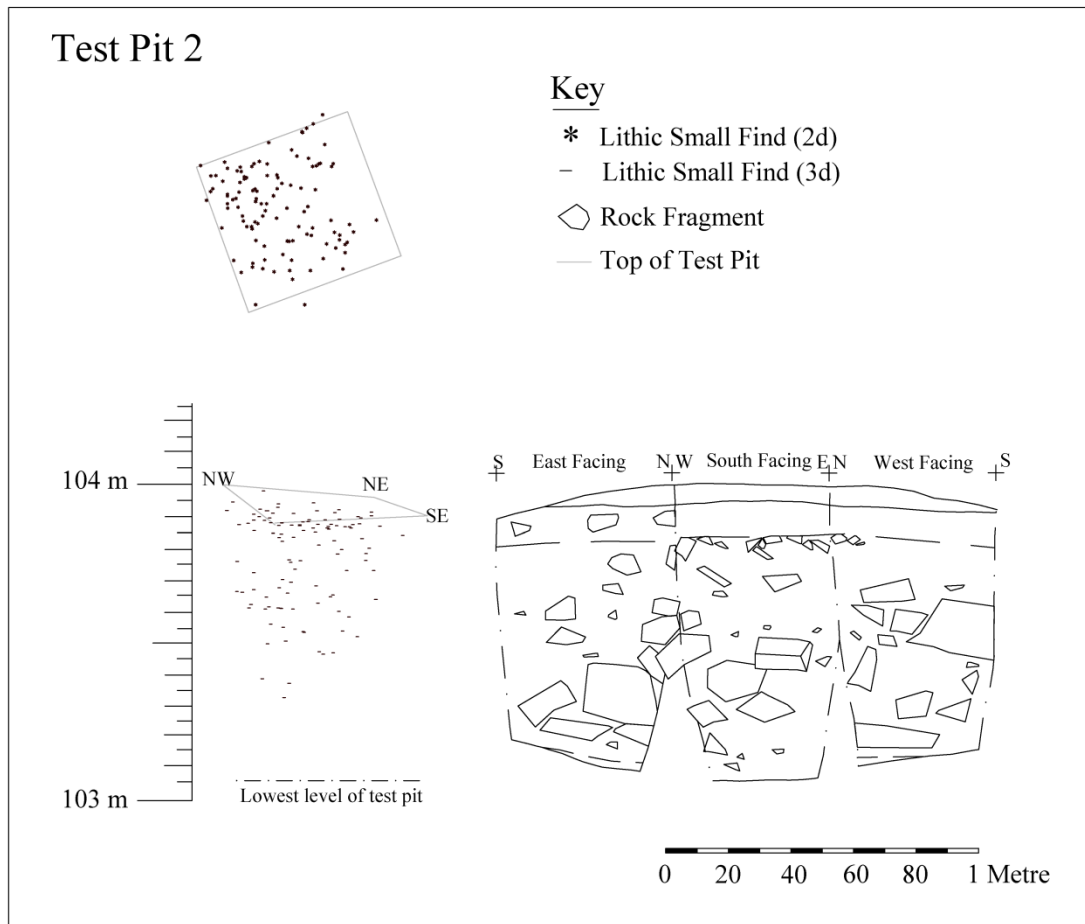 Test Pit 2
Key
* Lithic Small Find (2d)
– Lithic Small Find (3d)
Rock Fragment
Top of Test Pit
104 m
NW
NE
SE
103 m
Lowest level of test pit
S East Facing N W South Facing E N West Facing S
0 20 40 60 80 1 Metre